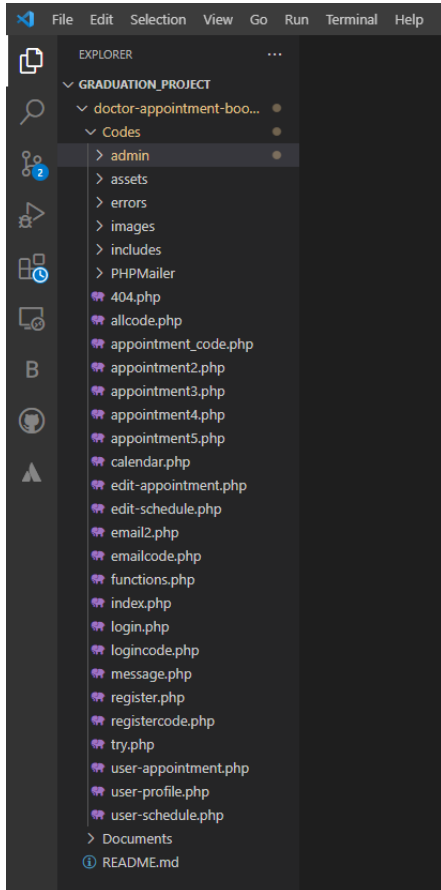 File Edit Selection View Go Run Terminal Help
EXPLORER ...
GRADUATION_PROJECT
doctor-appointment-boo...
Codes
admin
assets
errors
images
includes
PHPMailer
404.php
allcode.php
appointment_code.php
appointment2.php
appointment3.php
appointment4.php
appointment5.php
calendar.php
edit-appointment.php
edit-schedule.php
email2.php
emailcode.php
functions.php
index.php
login.php
logincode.php
message.php
register.php
registercode.php
try.php
user-appointment.php
user-profile.php
user-schedule.php
Documents
README.md
2
B